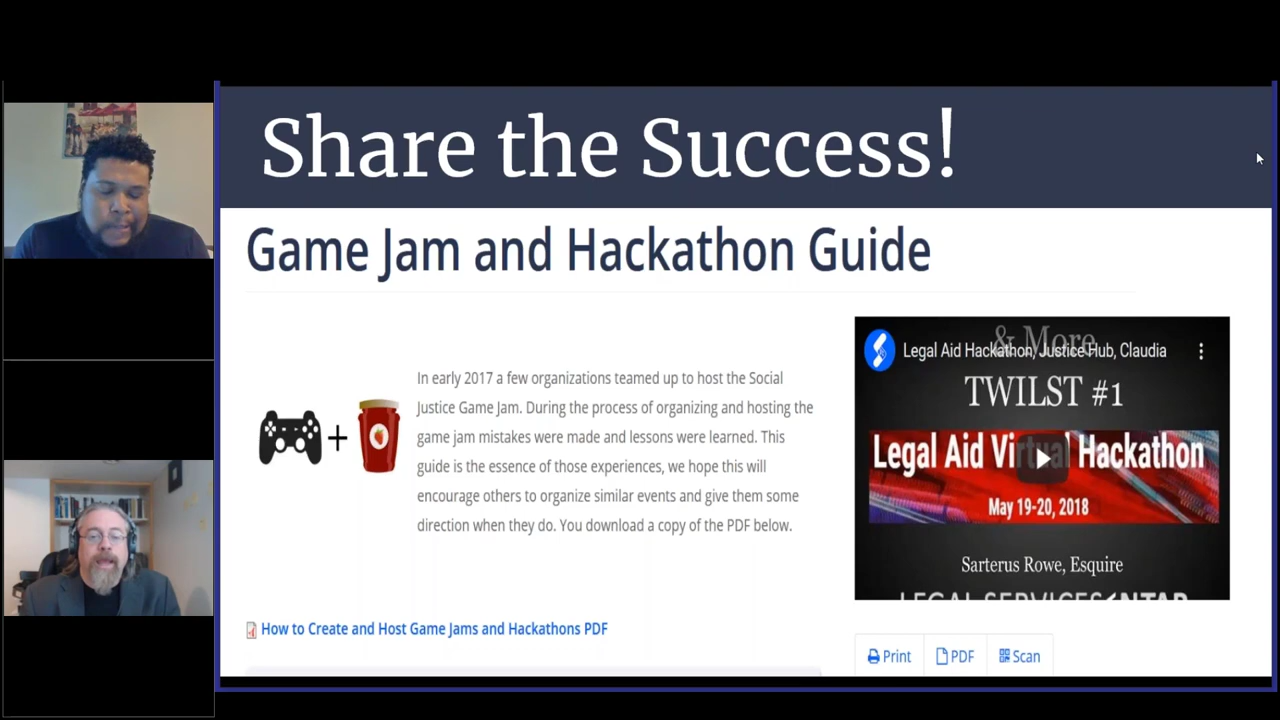 Share the Success!
Game Jam and Hackathon Guide
In early 2017 a few organizations teamed up to host the Social
Justice Game Jam. During the process of organizing and hosting the
game jam mistakes were made and lessons were learned. This
guide is the essence of those experiences, we hope this will
encourage others to organize similar events and give them some
direction when they do. You download a copy of the PDF below.
How to Create and Host Game Jams and Hackathons PDF
& More
Legal Aid Hackathon, Justice Hub, Claudia
TWILST #1
Legal Aid Virtual Hackathon
May 19-20, 2018
Sarterus Rowe, Esquire
LEGAL SERVICES NTAP
Print PDF Scan